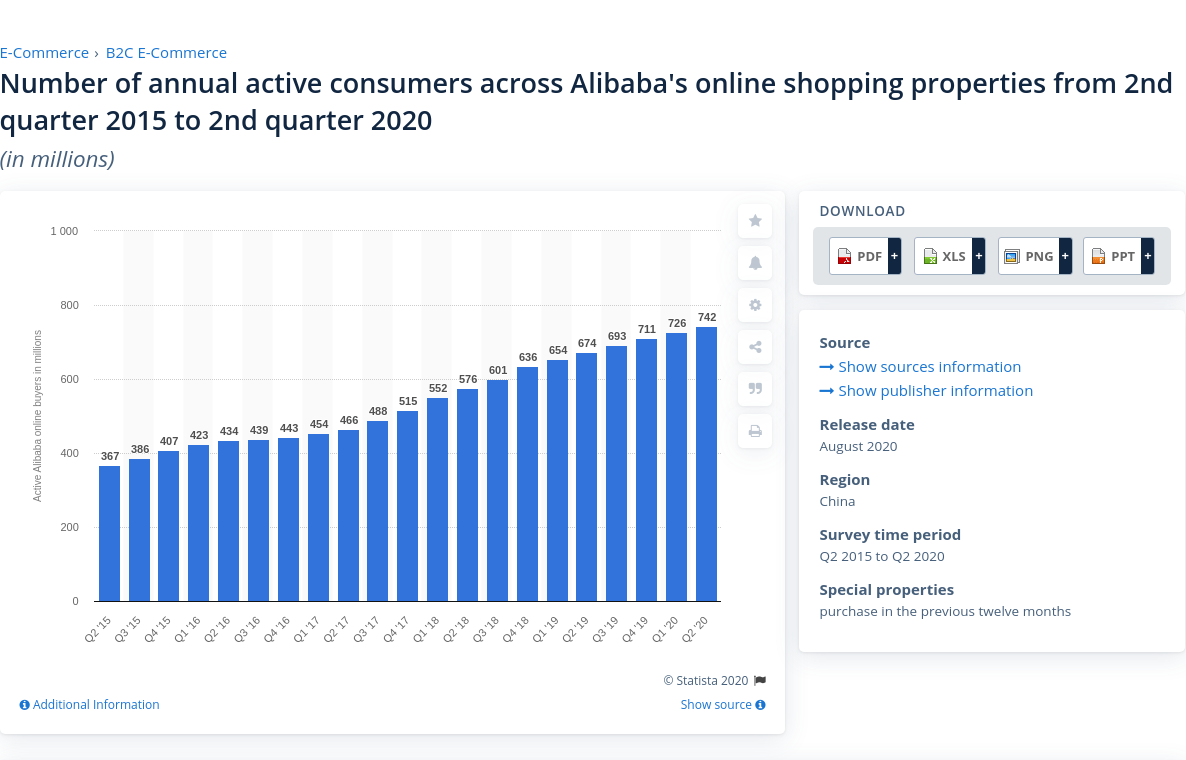 E-Commerce › B2C E-Commerce
Number of annual active consumers across Alibaba's online shopping properties from 2nd
quarter 2015 to 2nd quarter 2020
(in millions)
DOWNLOAD
PDF + XLS + PNG + PPT +
Source
Show sources information
Show publisher information
Release date
August 2020
Region
China
Survey time period
Q2 2015 to Q2 2020
Special properties
purchase in the previous twelve months
Active Alibaba online buyers in millions
1 000
800
600
400
200
0
367 386 407 423 434 439 443 454 466 488 515 552 576 601 636 654 674 693 711 726 742
Q2 '15 Q3 '15 Q4 '15 Q1 '16 Q2 '16 Q3 '16 Q4 '16 Q1 '17 Q2 '17 Q3 '17 Q4 '17 Q1 '18 Q2 '18 Q3 '18 Q4 '18 Q1 '19 Q2 '19 Q3 '19 Q4 '19 Q1 '20 Q2 '20
© Statista 2020
Additional Information
Show source